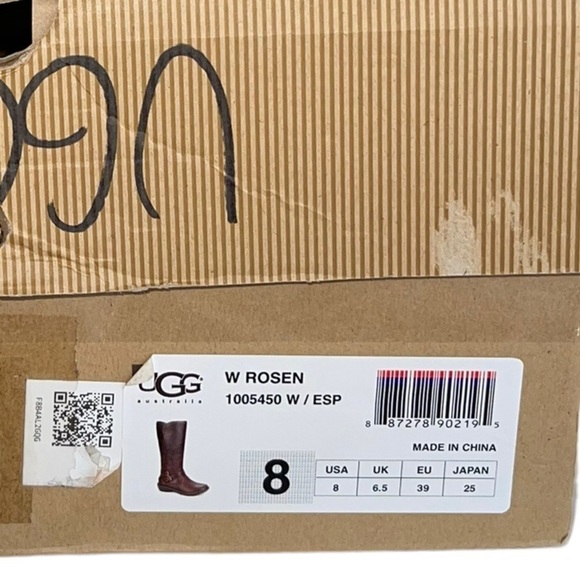 UGG
UGG
australia
W ROSEN
1005450 W / ESP
8 87278 90219 5
MADE IN CHINA
8
USA UK EU JAPAN
8 6.5 39 25